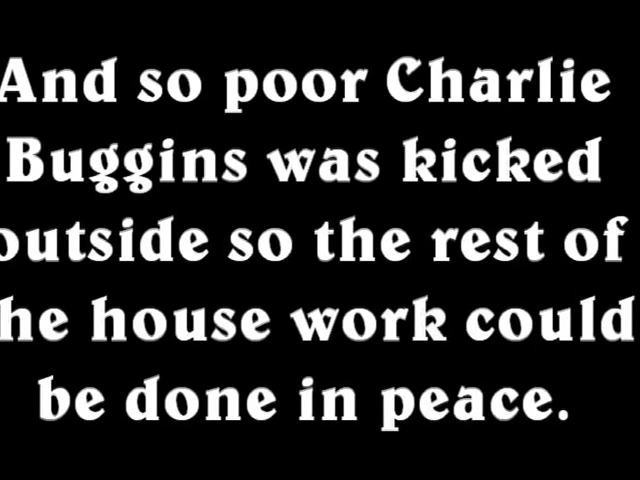 And so poor Charlie
Buggins was kicked
outside so the rest of
the house work could
be done in peace.